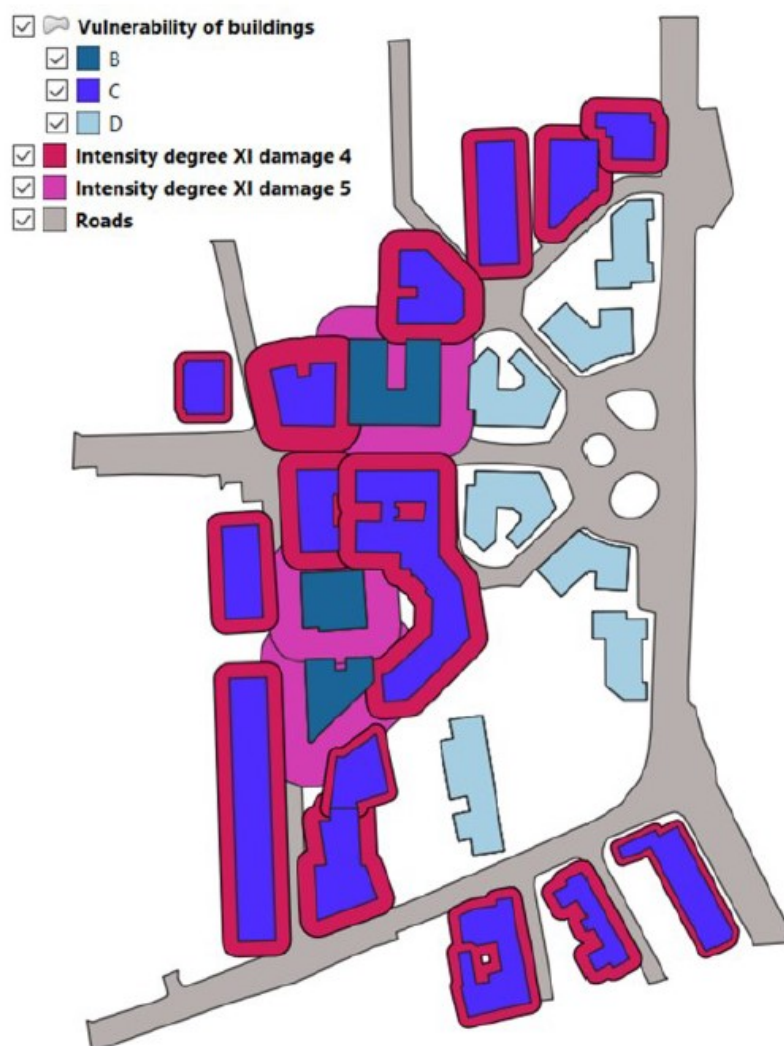 Vulnerability of buildings
B
C
D
Intensity degree XI damage 4
Intensity degree XI damage 5
Roads